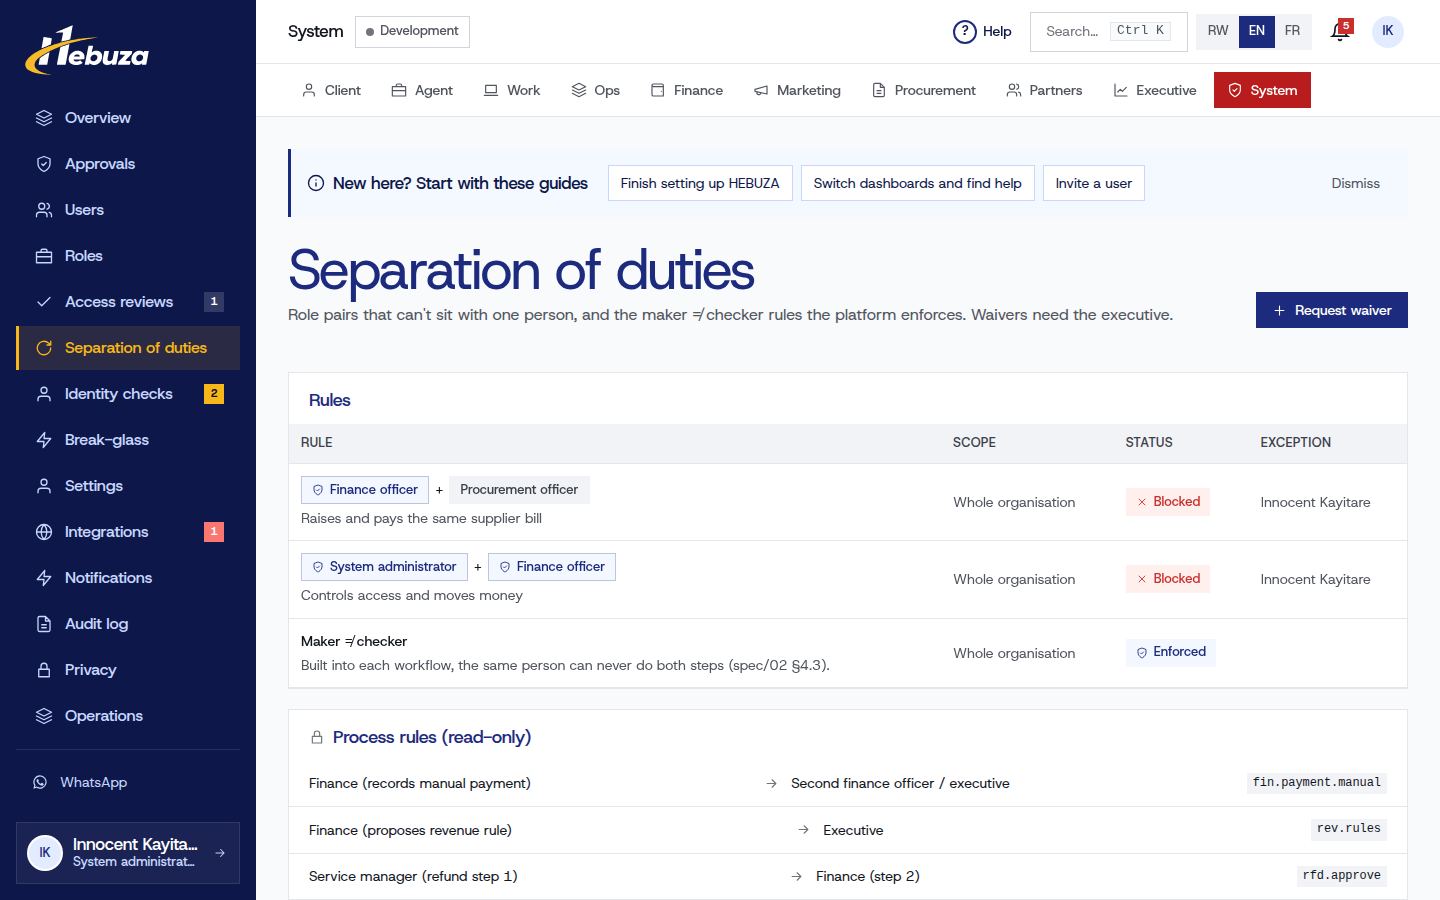 Hebuza
Overview
Approvals
Users
Roles
Access reviews 1
Separation of duties
Identity checks 2
Break-glass
Settings
Integrations 1
Notifications
Audit log
Privacy
Operations
WhatsApp
IK Innocent Kayita...
System administrat...
System Development
Help Search... Ctrl K RW EN FR 5 IK
Client Agent Work Ops Finance Marketing Procurement Partners Executive System
New here? Start with these guides Finish setting up HEBUZA Switch dashboards and find help Invite a user Dismiss
Separation of duties
Role pairs that can't sit with one person, and the maker ≠ checker rules the platform enforces. Waivers need the executive.
+ Request waiver
Rules
RULE SCOPE STATUS EXCEPTION
Finance officer + Procurement officer
Raises and pays the same supplier bill
Whole organisation Blocked Innocent Kayitare
System administrator + Finance officer
Controls access and moves money
Whole organisation Blocked Innocent Kayitare
Maker ≠ checker
Built into each workflow, the same person can never do both steps (spec/02 §4.3).
Whole organisation Enforced
Process rules (read-only)
Finance (records manual payment) → Second finance officer / executive fin.payment.manual
Finance (proposes revenue rule) → Executive rev.rules
Service manager (refund step 1) → Finance (step 2) rfd.approve